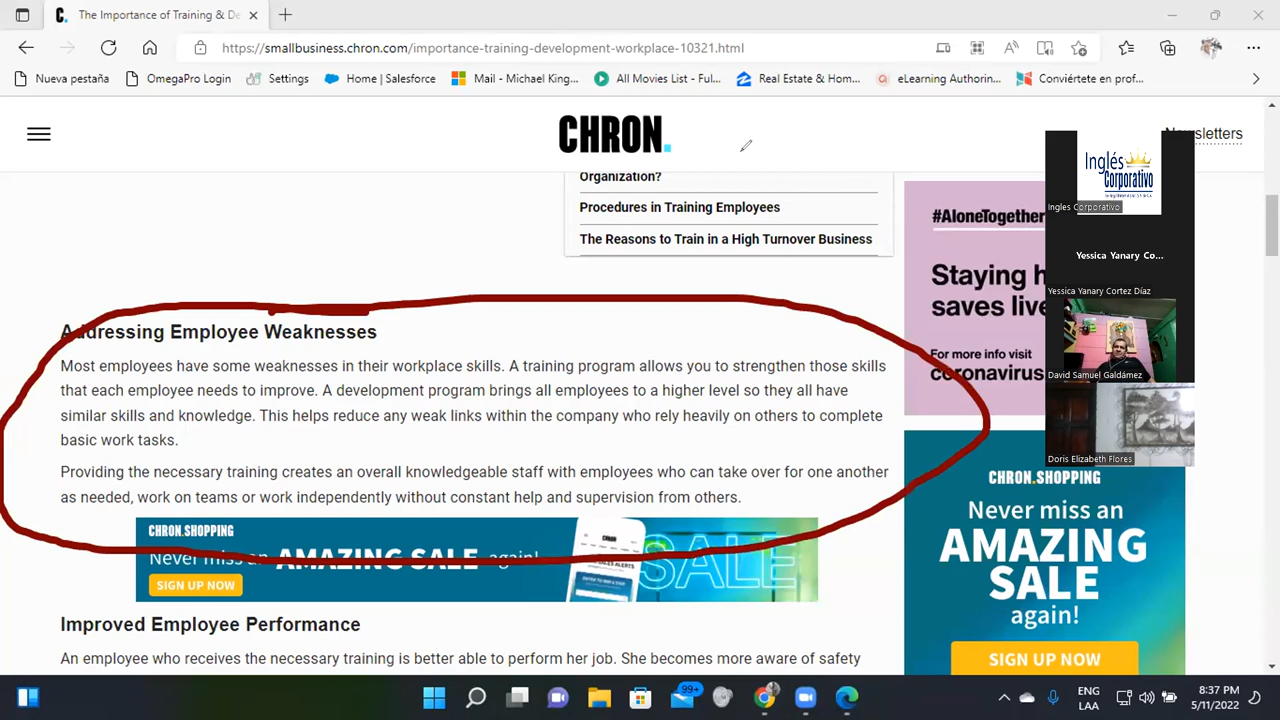 The Importance of Training & De
https://smallbusiness.chron.com/importance-training-development-workplace-10321.html
Nueva pestaña
OmegaPro Login
Settings
Home | Salesforce
Mail - Michael King...
All Movies List - Ful...
Real Estate & Hom...
eLearning Authorin...
Conviértete en prof...
CHRON.
Newsletters
Organization?
Procedures in Training Employees
The Reasons to Train in a High Turnover Business
Addressing Employee Weaknesses
Most employees have some weaknesses in their workplace skills. A training program allows you to strengthen those skills
that each employee needs to improve. A development program brings all employees to a higher level so they all have
similar skills and knowledge. This helps reduce any weak links within the company who rely heavily on others to complete
basic work tasks.
Providing the necessary training creates an overall knowledgeable staff with employees who can take over for one another
as needed, work on teams or work independently without constant help and supervision from others.
CHRON.SHOPPING
Never miss an AMAZING SALE again!
SIGN UP NOW
CHRON
SALE
Improved Employee Performance
An employee who receives the necessary training is better able to perform her job. She becomes more aware of safety
#AloneTogether
Staying h
saves live
For more info visit
coronavirus
CHRON.SHOPPING
Never miss an
AMAZING
SALE
again!
SIGN UP NOW
Inglés
Corporativo
Ingles Corporativo
Yessica Yanary Co...
Yessica Yanary Cortez Díaz
David Samuel Galdámez
Doris Elizabeth Flores
99+
ENG
LAA
8:37 PM
5/11/2022